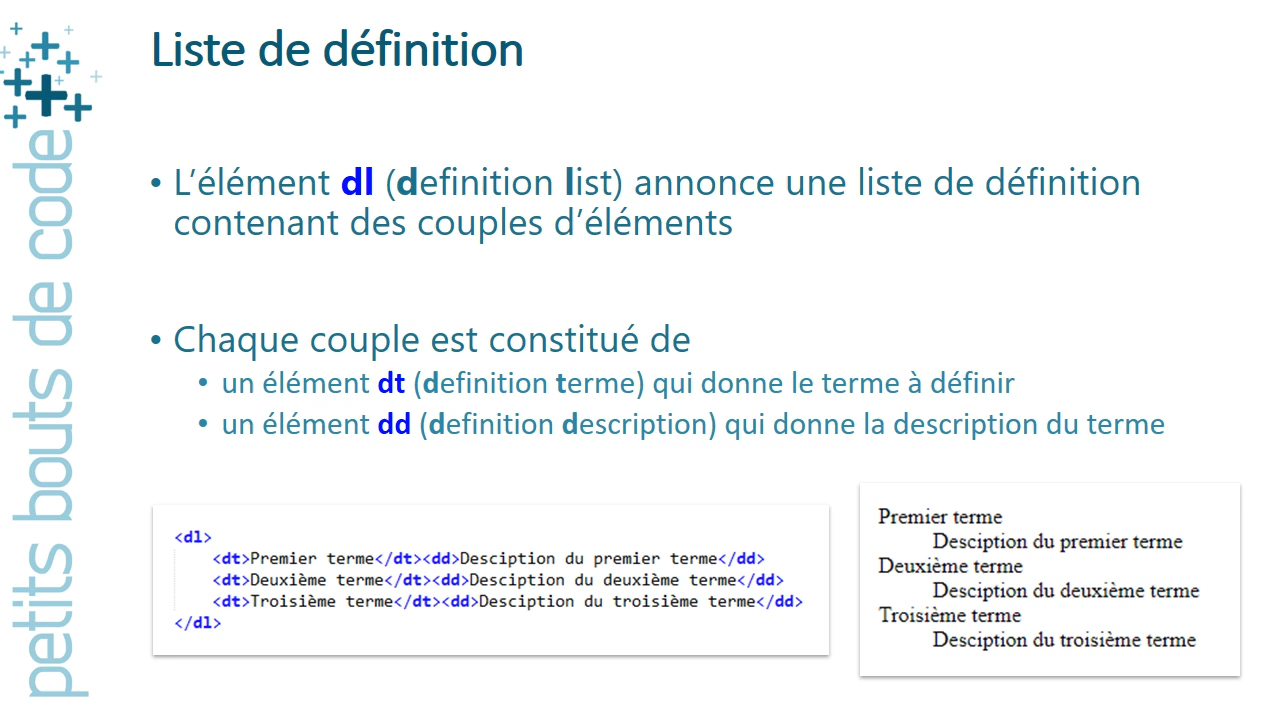 Liste de définition
• L’élément dl (definition list) annonce une liste de définition
contenant des couples d’éléments
• Chaque couple est constitué de
• un élément dt (definition terme) qui donne le terme à définir
• un élément dd (definition description) qui donne la description du terme
<dl>
<dt>Premier terme</dt><dd>Desciption du premier terme</dd>
<dt>Deuxième terme</dt><dd>Desciption du deuxième terme</dd>
<dt>Troisième terme</dt><dd>Desciption du troisième terme</dd>
</dl>
Premier terme
Desciption du premier terme
Deuxième terme
Desciption du deuxième terme
Troisième terme
Desciption du troisième terme
petits bouts de code